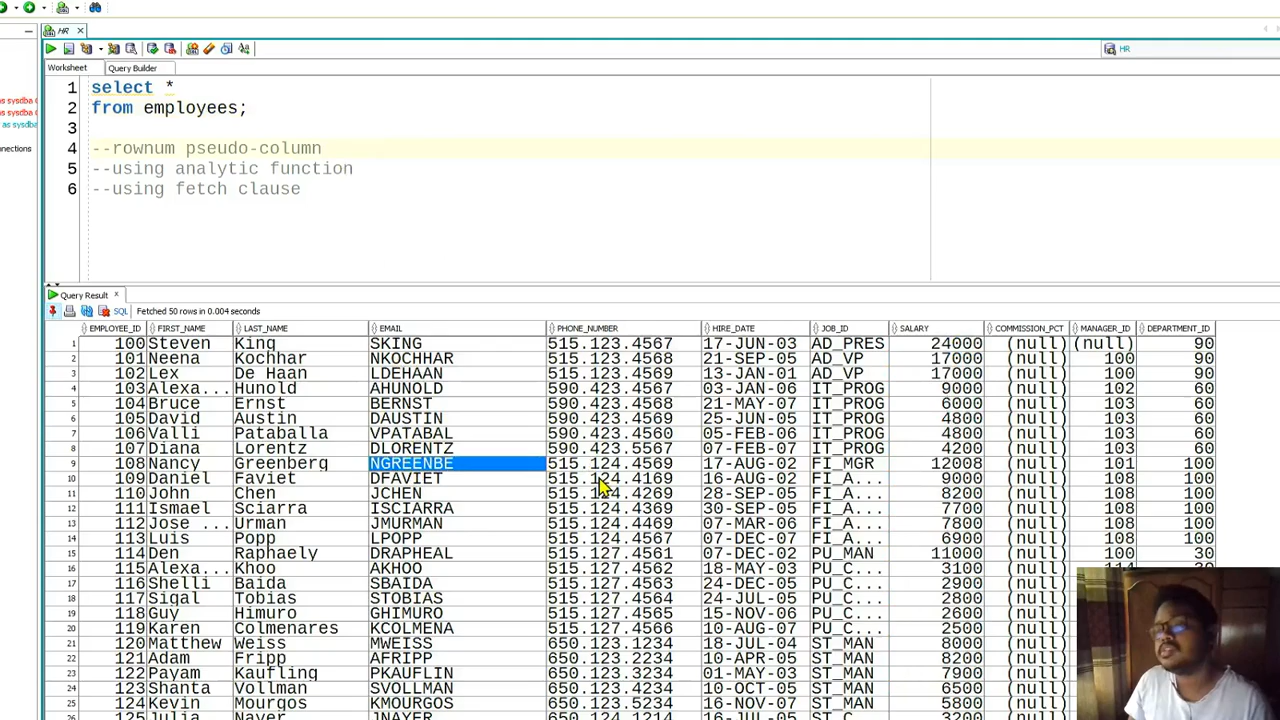 HR
HR
Worksheet Query Builder
as sysdba
1 select *
2 from employees;
3
4 --rownum pseudo-column
5 --using analytic function
6 --using fetch clause
as sysdba
as sysdba
Query Result
SQL Fetched 50 rows in 0.004 seconds
EMPLOYEE_ID FIRST_NAME LAST_NAME EMAIL PHONE_NUMBER HIRE_DATE JOB_ID SALARY COMMISSION_PCT MANAGER_ID DEPARTMENT_ID
1 100 Steven King SKING 515.123.4567 17-JUN-03 AD_PRES 24000 (null) (null) 90
2 101 Neena Kochhar NKOCHHAR 515.123.4568 21-SEP-05 AD_VP 17000 (null) 100 90
3 102 Lex De Haan LDEHAAN 515.123.4569 13-JAN-01 AD_VP 17000 (null) 100 90
4 103 Alexa... Hunold AHUNOLD 590.423.4567 03-JAN-06 IT_PROG 9000 (null) 102 60
5 104 Bruce Ernst BERNST 590.423.4568 21-MAY-07 IT_PROG 6000 (null) 103 60
6 105 David Austin DAUSTIN 590.423.4569 25-JUN-05 IT_PROG 4800 (null) 103 60
7 106 Valli Pataballa VPATABAL 590.423.4560 05-FEB-06 IT_PROG 4800 (null) 103 60
8 107 Diana Lorentz DLORENTZ 590.423.5567 07-FEB-07 IT_PROG 4200 (null) 103 60
9 108 Nancy Greenberg NGREENBE 515.124.4569 17-AUG-02 FI_MGR 12008 (null) 101 100
10 109 Daniel Faviet DFAVIET 515.124.4169 16-AUG-02 FI_A... 9000 (null) 108 100
11 110 John Chen JCHEN 515.124.4269 28-SEP-05 FI_A... 8200 (null) 108 100
12 111 Ismael Sciarra ISCIARRA 515.124.4369 30-SEP-05 FI_A... 7700 (null) 108 100
13 112 Jose ... Urman JMURMAN 515.124.4469 07-MAR-06 FI_A... 7800 (null) 108 100
14 113 Luis Popp LPOPP 515.124.4567 07-DEC-07 FI_A... 6900 (null) 108 100
15 114 Den Raphaely DRAPHEAL 515.127.4561 07-DEC-02 PU_MAN 11000 (null) 100 30
16 115 Alexa... Khoo AKHOO 515.127.4562 18-MAY-03 PU_C... 3100 (null)
17 116 Shelli Baida SBAIDA 515.127.4563 24-DEC-05 PU_C... 2900 (null)
18 117 Sigal Tobias STOBIAS 515.127.4564 24-JUL-05 PU_C... 2800 (null)
19 118 Guy Himuro GHIMURO 515.127.4565 15-NOV-06 PU_C... 2600 (null)
20 119 Karen Colmenares KCOLMENA 515.127.4566 10-AUG-07 PU_C... 2500 (null)
21 120 Matthew Weiss MWEISS 650.123.1234 18-JUL-04 ST_MAN 8000 (null)
22 121 Adam Fripp AFRIPP 650.123.2234 10-APR-05 ST_MAN 8200 (null)
23 122 Payam Kaufling PKAUFLIN 650.123.3234 01-MAY-03 ST_MAN 7900 (null)
24 123 Shanta Vollman SVOLLMAN 650.123.4234 10-OCT-05 ST_MAN 6500 (null)
25 124 Kevin Mourgos KMOURGOS 650.123.5234 16-NOV-07 ST_MAN 5800 (null)